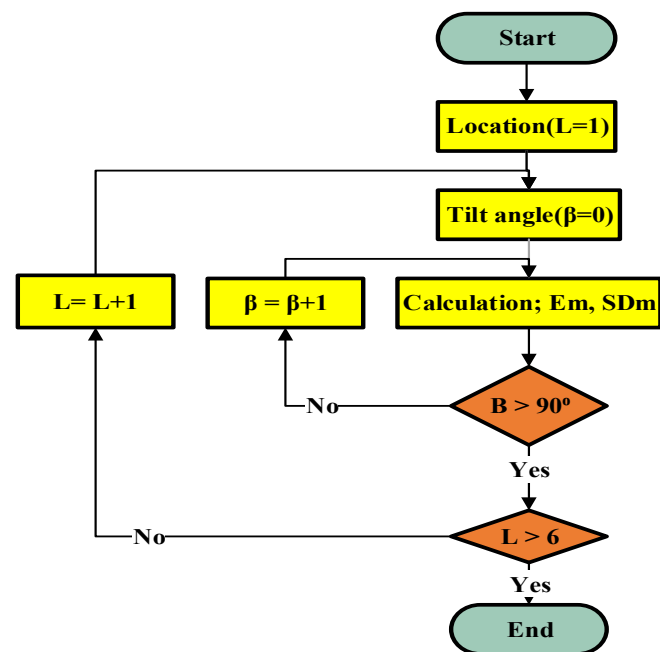 Start
Location(L=1)
Tilt angle(β=0)
L= L+1
β = β+1
Calculation; Em, SDm
No
B > 90º
Yes
No
L > 6
Yes
End